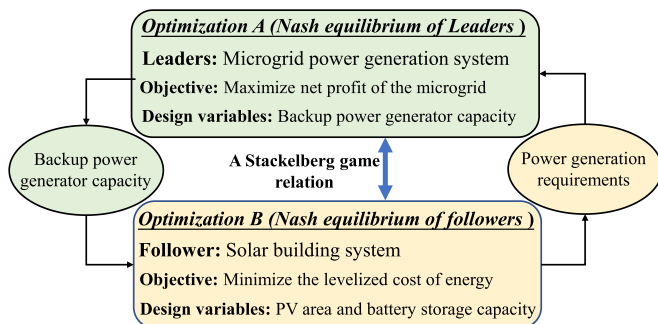 Optimization A (Nash equilibrium of Leaders )
Leaders: Microgrid power generation system
Objective: Maximize net profit of the microgrid
Design variables: Backup power generator capacity
Backup power
generator capacity
A Stackelberg game
relation
Power generation
requirements
Optimization B (Nash equilibrium of followers )
Follower: Solar building system
Objective: Minimize the levelized cost of energy
Design variables: PV area and battery storage capacity